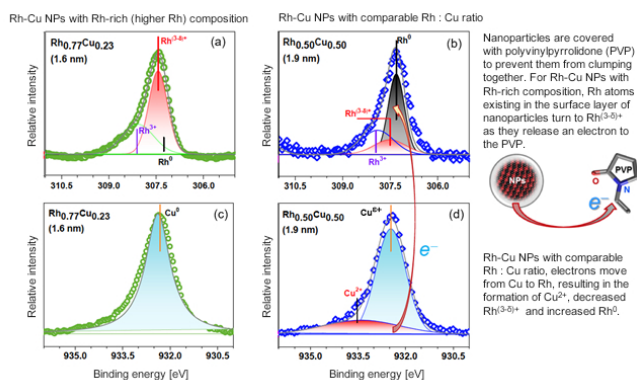 Rh-Cu NPs with Rh-rich (higher Rh) composition
Rh-Cu NPs with comparable Rh : Cu ratio
Rh0.77Cu0.23
(1.6 nm)
(a)
Rh(3-δ)+
Rh3+
Rh0
Relative intensity
310.5
309.0
307.5
306.0
Rh0.50Cu0.50
(1.9 nm)
(b)
Rh0
Rh(3-δ)+
Rh3+
Relative intensity
310.5
309.0
307.5
306.0
Nanoparticles are covered
with polyvinylpyrrolidone (PVP)
to prevent them from clumping
together. For Rh-Cu NPs with
Rh-rich composition, Rh atoms
existing in the surface layer of
nanoparticles turn to Rh(3-δ)+
as they release an electron to
the PVP.
NPs
PVP
O
N
e−
Rh0.77Cu0.23
(1.6 nm)
(c)
Cu0
Relative intensity
935.0
933.5
932.0
930.5
Binding energy [eV]
Rh0.50Cu0.50
(1.9 nm)
(d)
Cuε+
Cu2+
e−
Relative intensity
935.0
933.5
932.0
930.5
Binding energy [eV]
Rh-Cu NPs with comparable
Rh : Cu ratio, electrons move
from Cu to Rh, resulting in the
formation of Cu2+, decreased
Rh(3-δ)+ and increased Rh0.